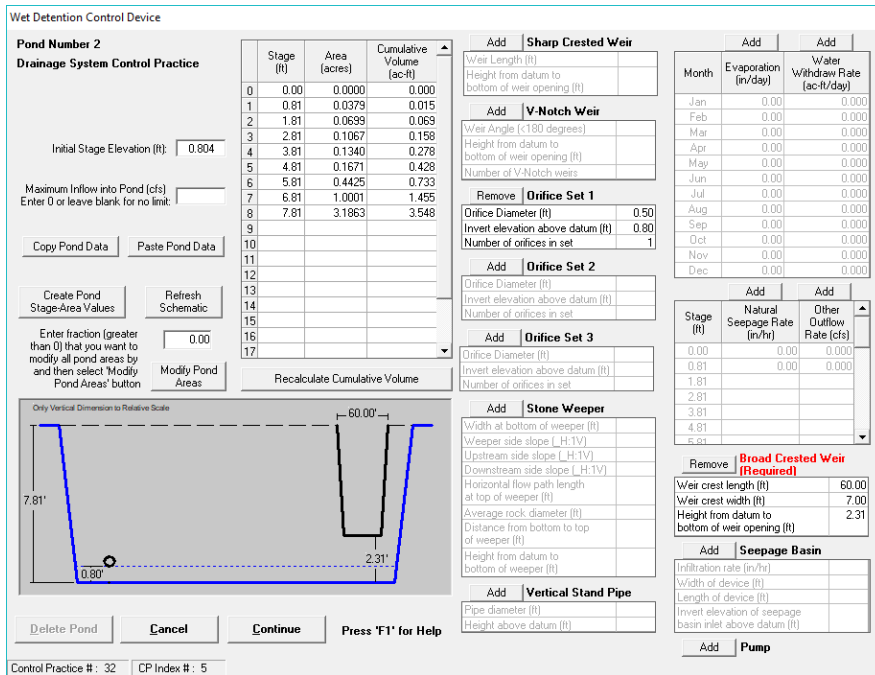 Wet Detention Control Device
Pond Number 2
Drainage System Control Practice
Initial Stage Elevation (ft): 0.804
Maximum Inflow into Pond (cfs)
Enter 0 or leave blank for no limit:
Copy Pond Data Paste Pond Data
Create Pond
Stage-Area Values
Refresh
Schematic
Enter fraction (greater
than 0) that you want to
modify all pond areas by
and then select 'Modify
Pond Areas' button
0.00
Modify Pond
Areas
Stage
(ft)
Area
(acres)
Cumulative
Volume
(ac-ft)
0 0.00 0.0000 0.000
1 0.81 0.0379 0.015
2 1.81 0.0699 0.069
3 2.81 0.1067 0.158
4 3.81 0.1340 0.278
5 4.81 0.1671 0.428
6 5.81 0.4425 0.733
7 6.81 1.0001 1.455
8 7.81 3.1863 3.548
9
10
11
12
13
14
15
16
17
Recalculate Cumulative Volume
Only Vertical Dimension to Relative Scale
60.00'
7.81'
2.31'
0.80'
Delete Pond Cancel Continue Press 'F1' for Help
Control Practice # : 32 CP Index # : 5
Add Sharp Crested Weir
Weir Length (ft)
Height from datum to
bottom of weir opening (ft)
Add V-Notch Weir
Weir Angle (<180 degrees)
Height from datum to
bottom of weir opening (ft)
Number of V-Notch weirs
Remove Orifice Set 1
Orifice Diameter (ft) 0.50
Invert elevation above datum (ft) 0.80
Number of orifices in set 1
Add Orifice Set 2
Orifice Diameter (ft)
Invert elevation above datum (ft)
Number of orifices in set
Add Orifice Set 3
Orifice Diameter (ft)
Invert elevation above datum (ft)
Number of orifices in set
Add Stone Weeper
Width at bottom of weeper (ft)
Weeper side slope (_H:1V)
Upstream side slope (_H:1V)
Downstream side slope (_H:1V)
Horizontal flow path length
at top of weeper (ft)
Average rock diameter (ft)
Distance from bottom to top
of weeper (ft)
Height from datum to
bottom of weeper (ft)
Add Vertical Stand Pipe
Pipe diameter (ft)
Height above datum (ft)
Add Add
Month
Evaporation
(in/day)
Water
Withdraw Rate
(ac-ft/day)
Jan 0.00 0.000
Feb 0.00 0.000
Mar 0.00 0.000
Apr 0.00 0.000
May 0.00 0.000
Jun 0.00 0.000
Jul 0.00 0.000
Aug 0.00 0.000
Sep 0.00 0.000
Oct 0.00 0.000
Nov 0.00 0.000
Dec 0.00 0.000
Add Add
Stage
(ft)
Natural
Seepage Rate
(in/hr)
Other
Outflow
Rate (cfs)
0.00 0.00 0.000
0.81 0.00 0.000
1.81
2.81
3.81
4.81
5.81
Remove Broad Crested Weir
(Required)
Weir crest length (ft) 60.00
Weir crest width (ft) 7.00
Height from datum to
bottom of weir opening (ft)
2.31
Add Seepage Basin
Infiltration rate (in/hr)
Width of device (ft)
Length of device (ft)
Invert elevation of seepage
basin inlet above datum (ft)
Add Pump